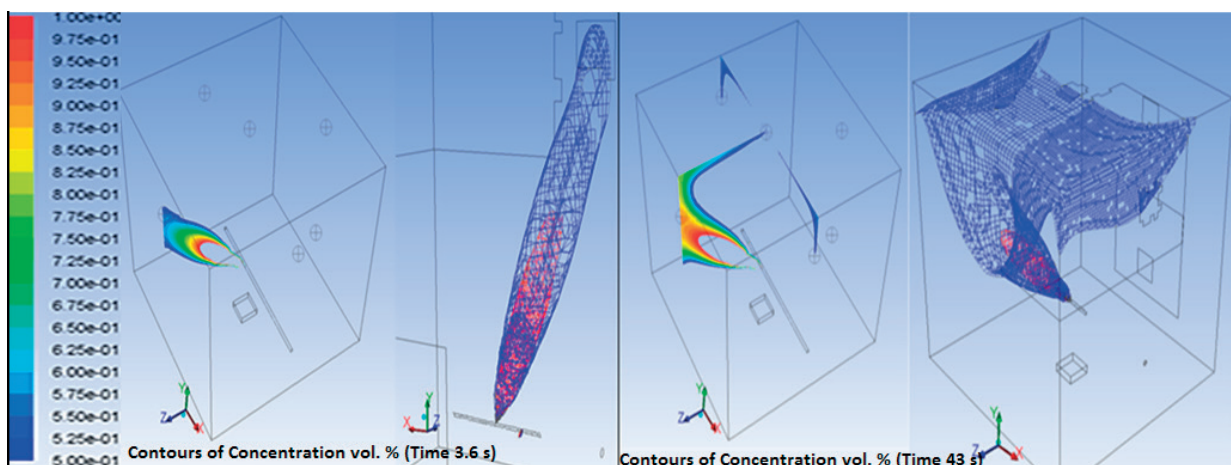 1.00e+00
9.75e-01
9.50e-01
9.25e-01
9.00e-01
8.75e-01
8.50e-01
8.25e-01
8.00e-01
7.75e-01
7.50e-01
7.25e-01
7.00e-01
6.75e-01
6.50e-01
6.25e-01
6.00e-01
5.75e-01
5.50e-01
5.25e-01
5.00e-01
Y
Z
X
Y
X
Z
Y
Z
X
Y
Z
X
Contours of Concentration vol. % (Time 3.6 s)
Contours of Concentration vol. % (Time 43 s)